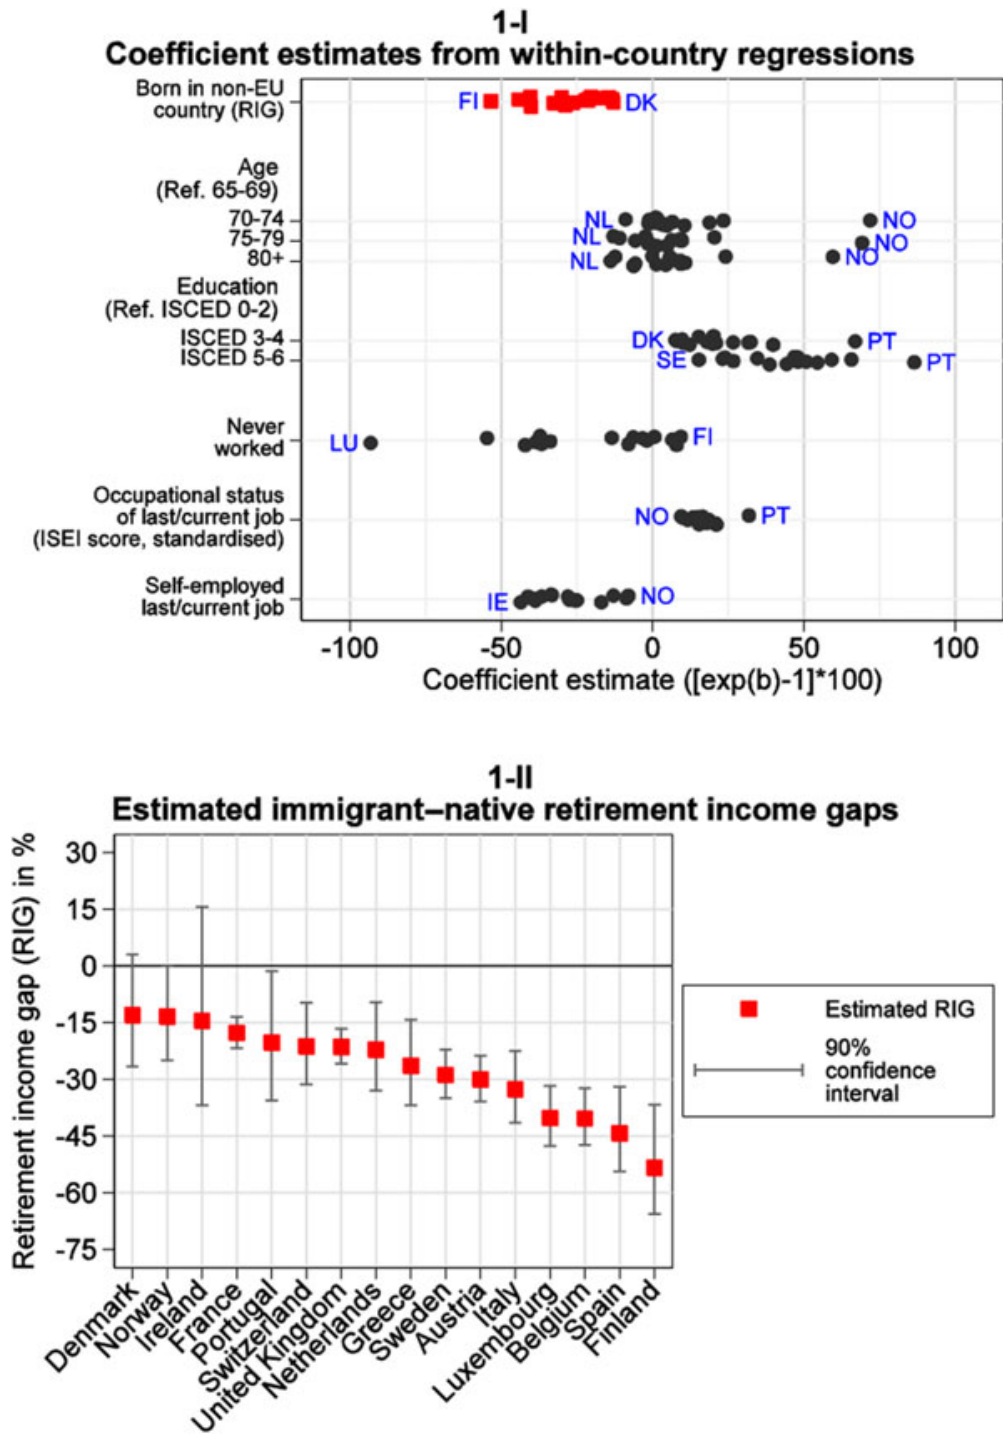 1-I
Coefficient estimates from within-country regressions
Born in non-EU
country (RIG)
FI
DK
Age
(Ref. 65-69)
70-74
NL
NO
75-79
NL
NO
80+
NL
NO
Education
(Ref. ISCED 0-2)
ISCED 3-4
DK
PT
ISCED 5-6
SE
PT
Never
worked
LU
FI
Occupational status
of last/current job
(ISEI score, standardised)
NO
PT
Self-employed
last/current job
IE
NO
-100
-50
0
50
100
Coefficient estimate ([exp(b)-1]*100)
1-II
Estimated immigrant–native retirement income gaps
Retirement income gap (RIG) in %
30
15
0
-15
-30
-45
-60
-75
Denmark
Norway
Ireland
France
Portugal
Switzerland
United Kingdom
Netherlands
Greece
Sweden
Austria
Italy
Luxembourg
Belgium
Spain
Finland
Estimated RIG
90%
confidence
interval